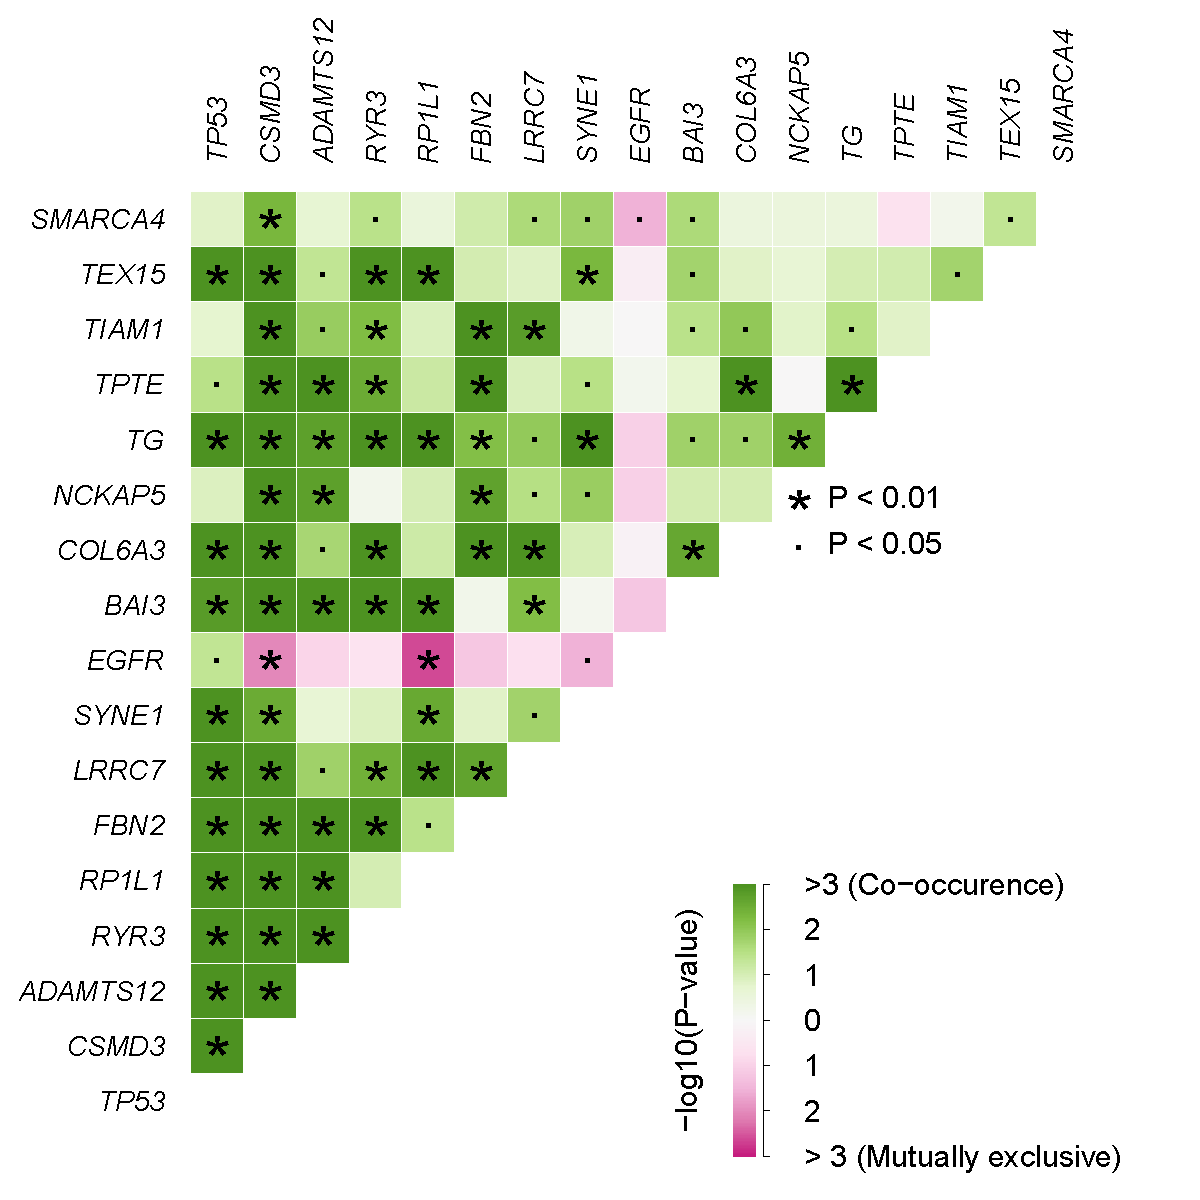 TP53
CSMD3
ADAMTS12
RYR3
RP1L1
FBN2
LRRC7
SYNE1
EGFR
BAI3
COL6A3
NCKAP5
TG
TPTE
TIAM1
TEX15
SMARCA4
SMARCA4
TEX15
TIAM1
TPTE
TG
NCKAP5
COL6A3
BAI3
EGFR
SYNE1
LRRC7
FBN2
RP1L1
RYR3
ADAMTS12
CSMD3
TP53
* P < 0.01
· P < 0.05
−log10(P−value)
>3 (Co−occurence)
2
1
0
1
2
> 3 (Mutually exclusive)